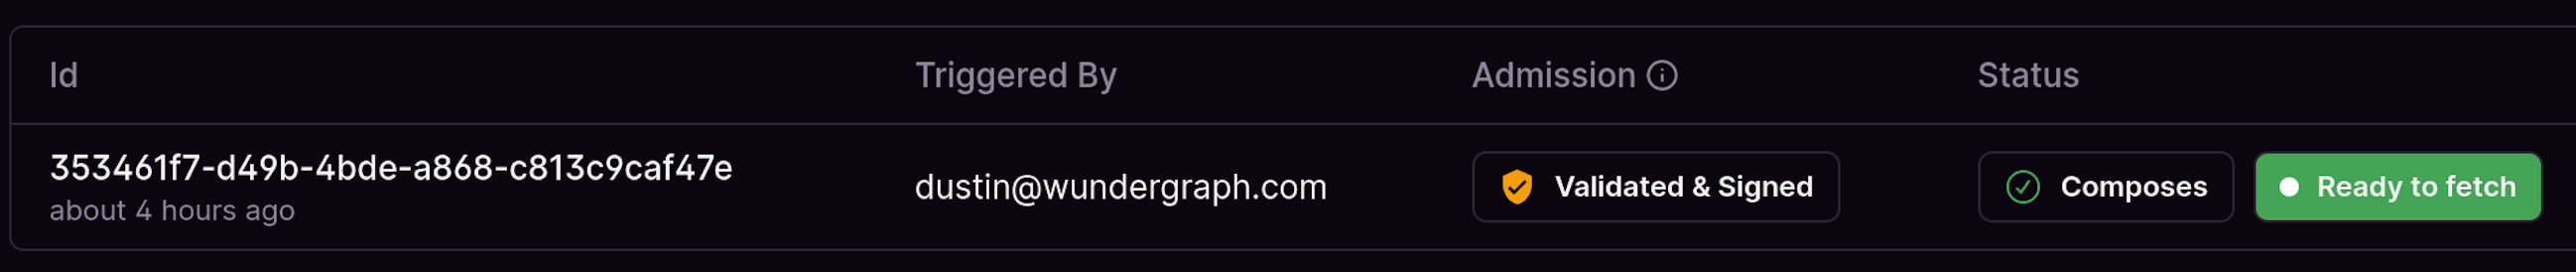 Id Triggered By Admission Status
353461f7-d49b-4bde-a868-c813c9caf47e
about 4 hours ago
dustin@wundergraph.com
Validated & Signed
Composes
Ready to fetch